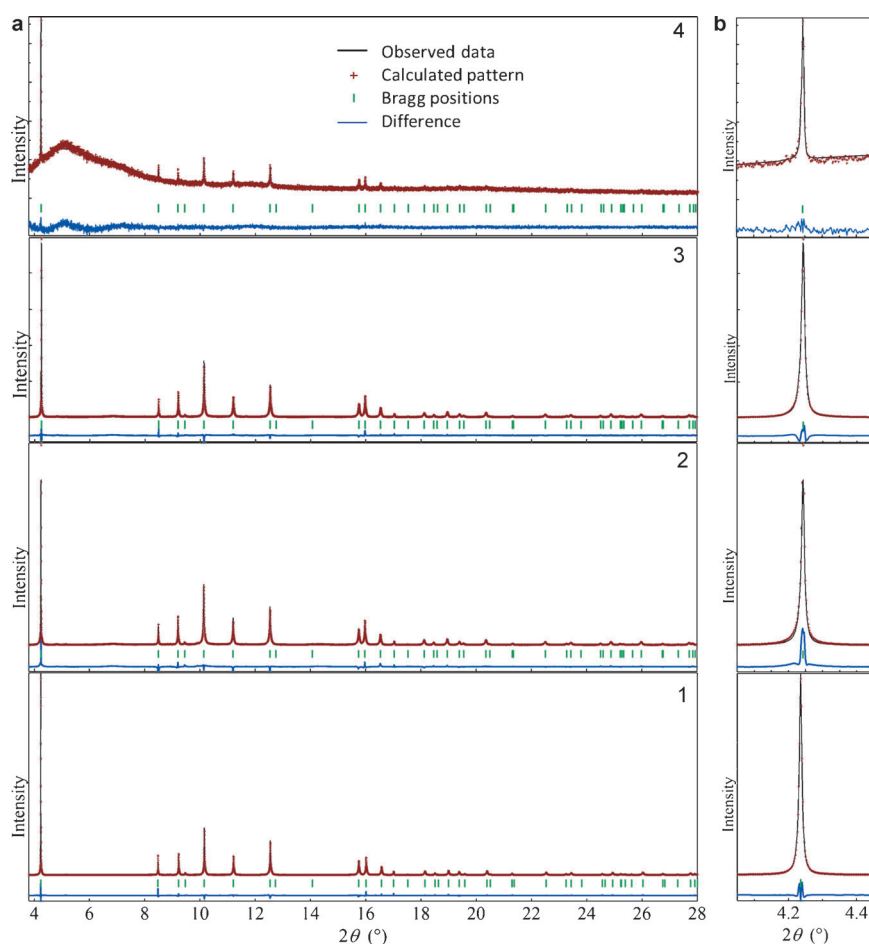 a
4
Observed data
Calculated pattern
Bragg positions
Difference
Intensity
3
Intensity
2
Intensity
1
Intensity
4 6 8 10 12 14 16 18 20 22 24 26 28
2θ (°)
b
Intensity
Intensity
Intensity
Intensity
4.2 4.4
2θ (°)